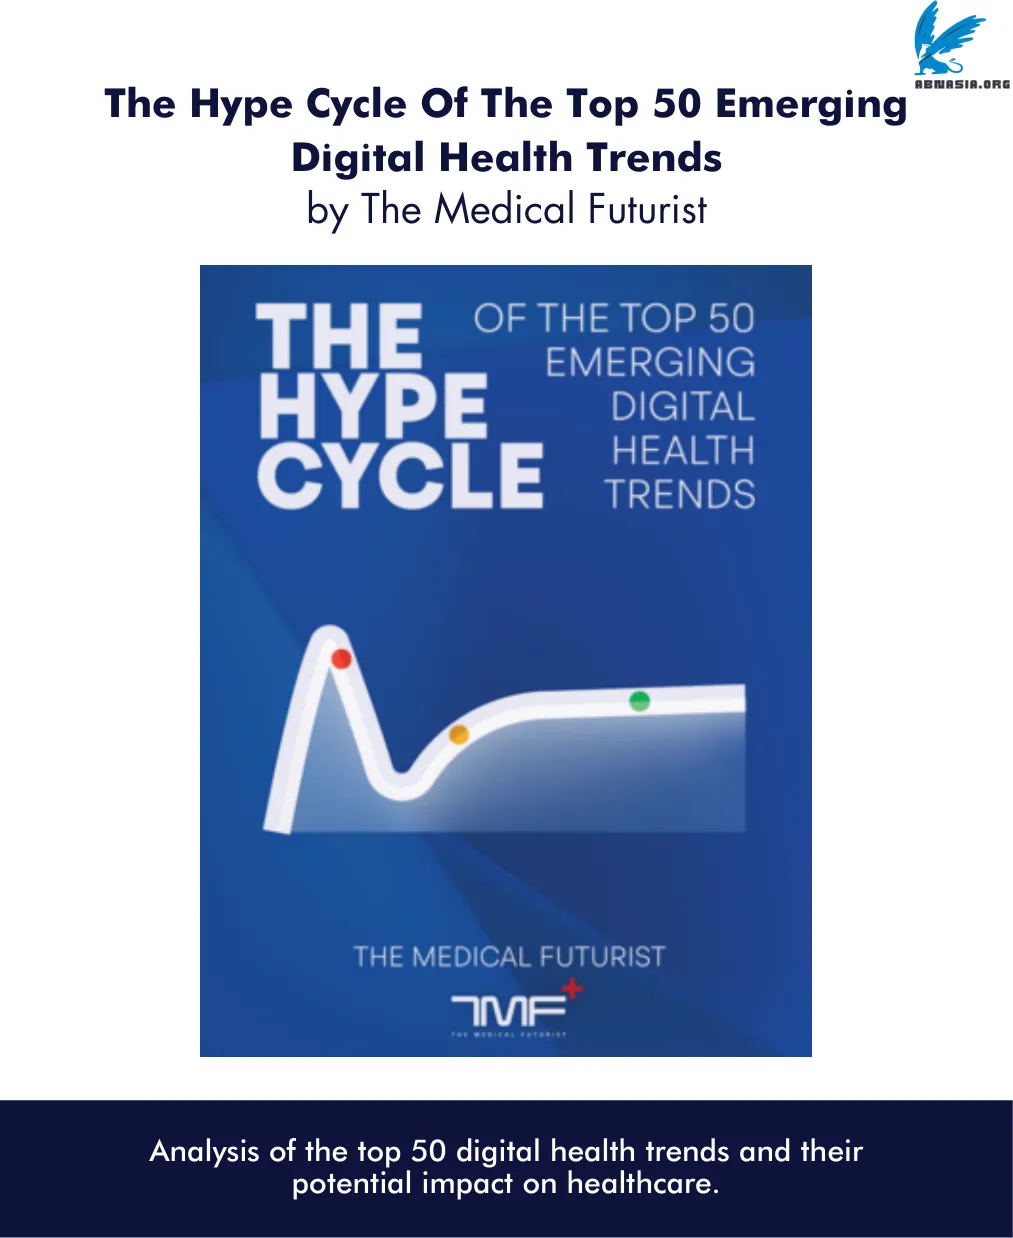 ABNASIA.ORG
The Hype Cycle Of The Top 50 Emerging
Digital Health Trends
by The Medical Futurist
THE
HYPE
CYCLE
OF THE TOP 50
EMERGING
DIGITAL
HEALTH
TRENDS
THE MEDICAL FUTURIST
TMF
THE MEDICAL FUTURIST
Analysis of the top 50 digital health trends and their
potential impact on healthcare.